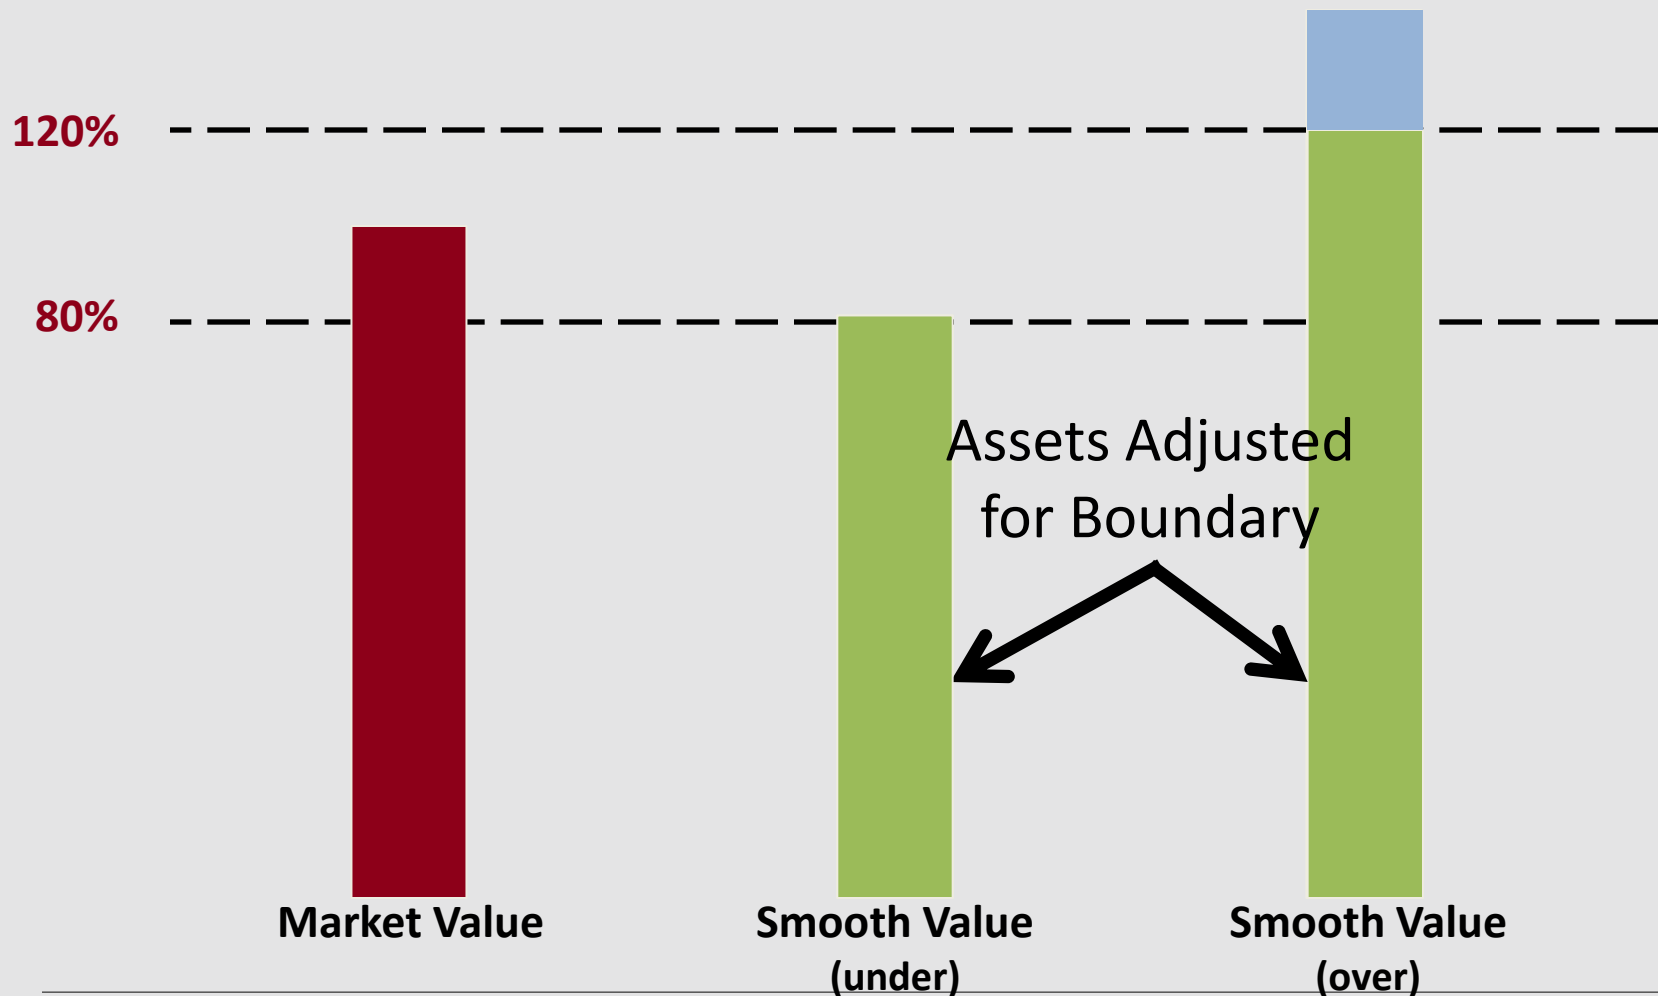 120%
80%
Assets Adjusted
for Boundary
Market Value
Smooth Value
(under)
Smooth Value
(over)